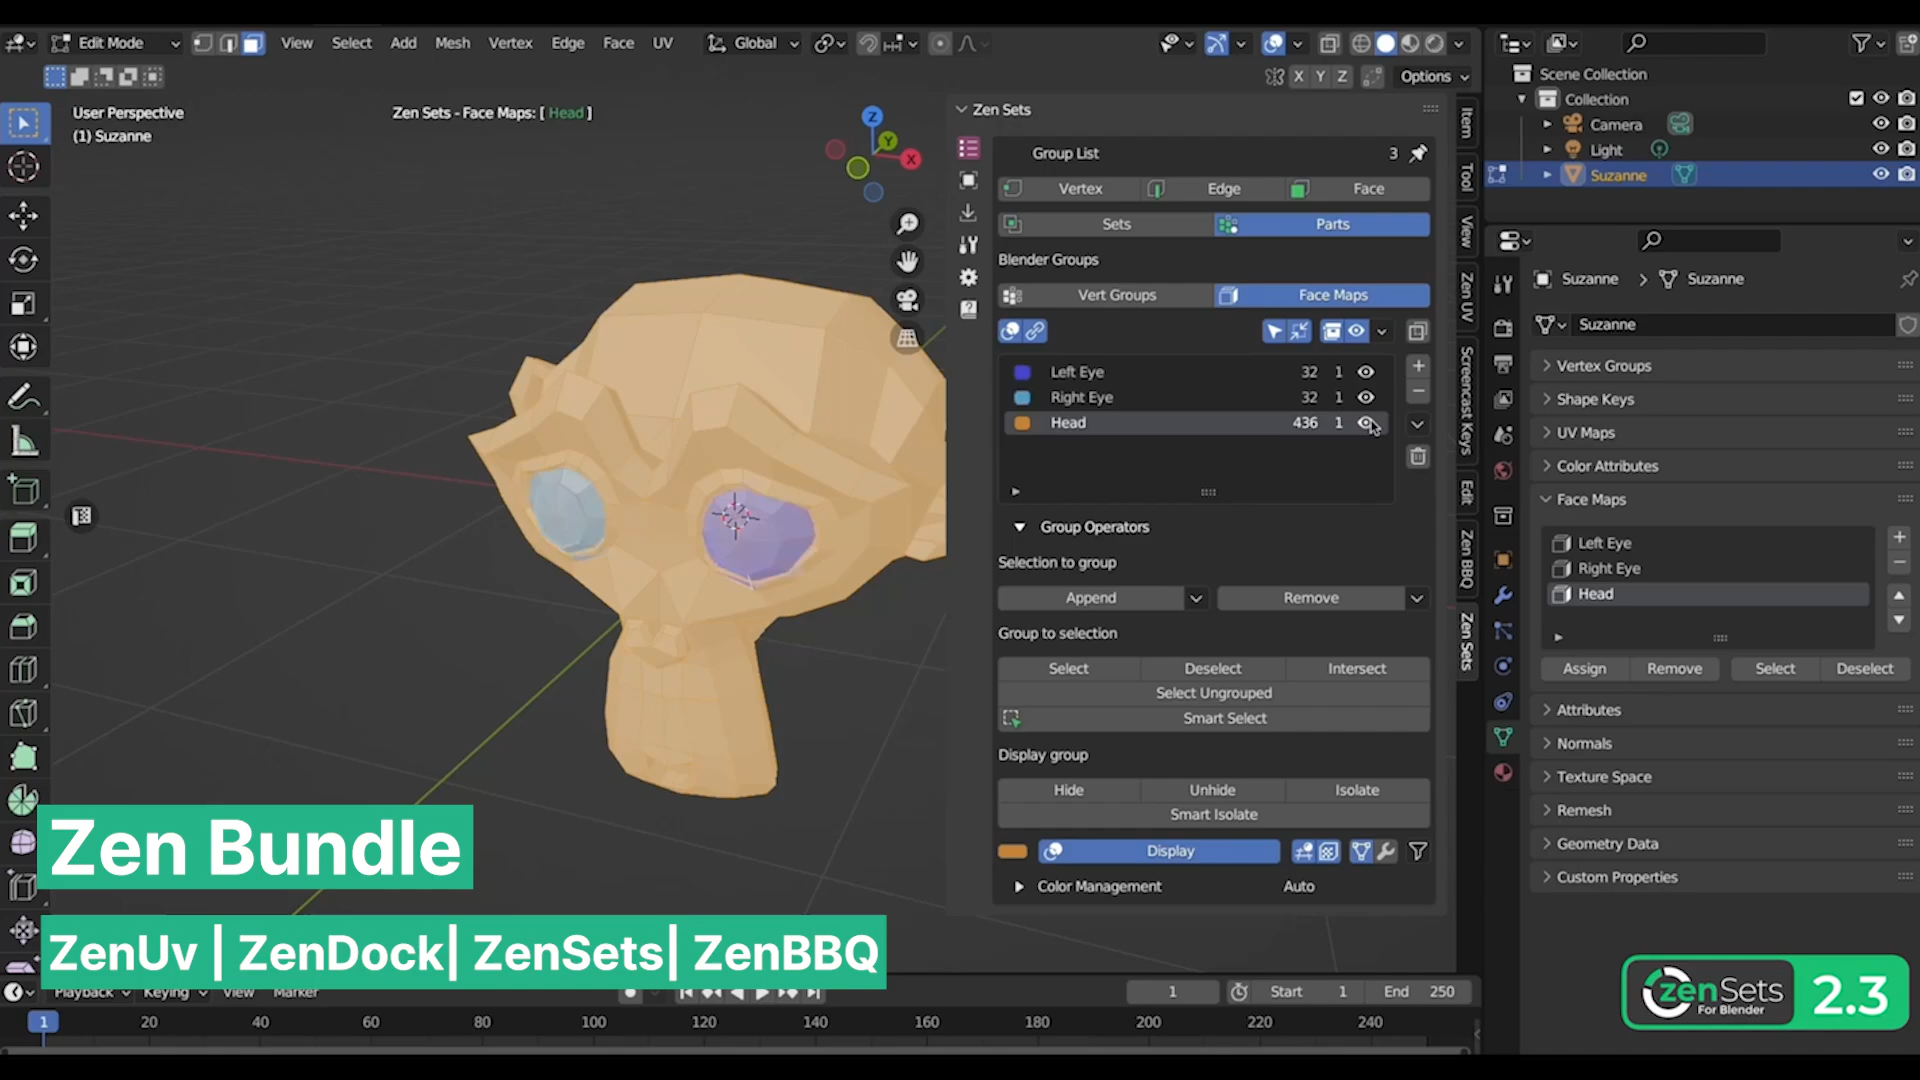 Edit Mode View Select Add Mesh Vertex Edge Face UV Global
X Y Z Options
User Perspective
(1) Suzanne
Zen Sets - Face Maps: [ Head ]
Z
Y
X
Zen Sets
Group List 3
Vertex Edge Face
Sets Parts
Blender Groups
Vert Groups Face Maps
Left Eye 32 1
Right Eye 32 1
Head 436 1
Group Operators
Selection to group
Append Remove
Group to selection
Select Deselect Intersect
Select Ungrouped
Smart Select
Display group
Hide Unhide Isolate
Smart Isolate
Display
Color Management Auto
Item
Tool
View
Zen UV
Screencast Keys
Edit
Zen BBQ
Zen Sets
Scene Collection
Collection
Camera
Light
Suzanne
Suzanne > Suzanne
Suzanne
Vertex Groups
Shape Keys
UV Maps
Color Attributes
Face Maps
Left Eye
Right Eye
Head
Assign Remove Select Deselect
Attributes
Normals
Texture Space
Remesh
Geometry Data
Custom Properties
Zen Bundle
ZenUv | ZenDock| ZenSets| ZenBBQ
Playback Keying View Marker
1 Start 1 End 250
1 20 40 60 80 100 120 140 160 180 200 220 240
zenSets
For Blender
2.3